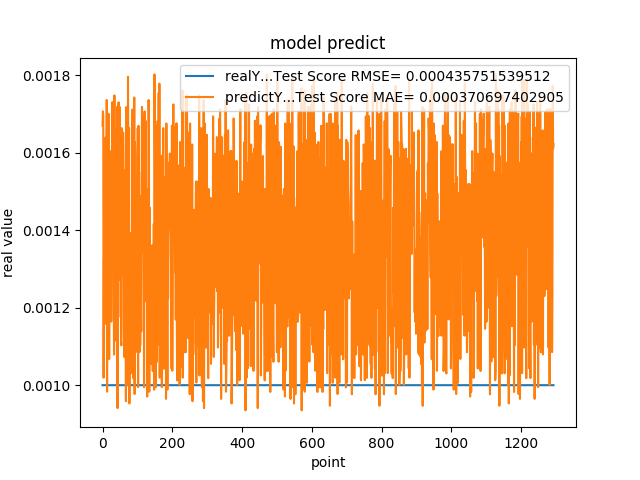 model predict
realY...Test Score RMSE= 0.000435751539512
predictY...Test Score MAE= 0.000370697402905
real value
0.0018
0.0016
0.0014
0.0012
0.0010
0 200 400 600 800 1000 1200
point